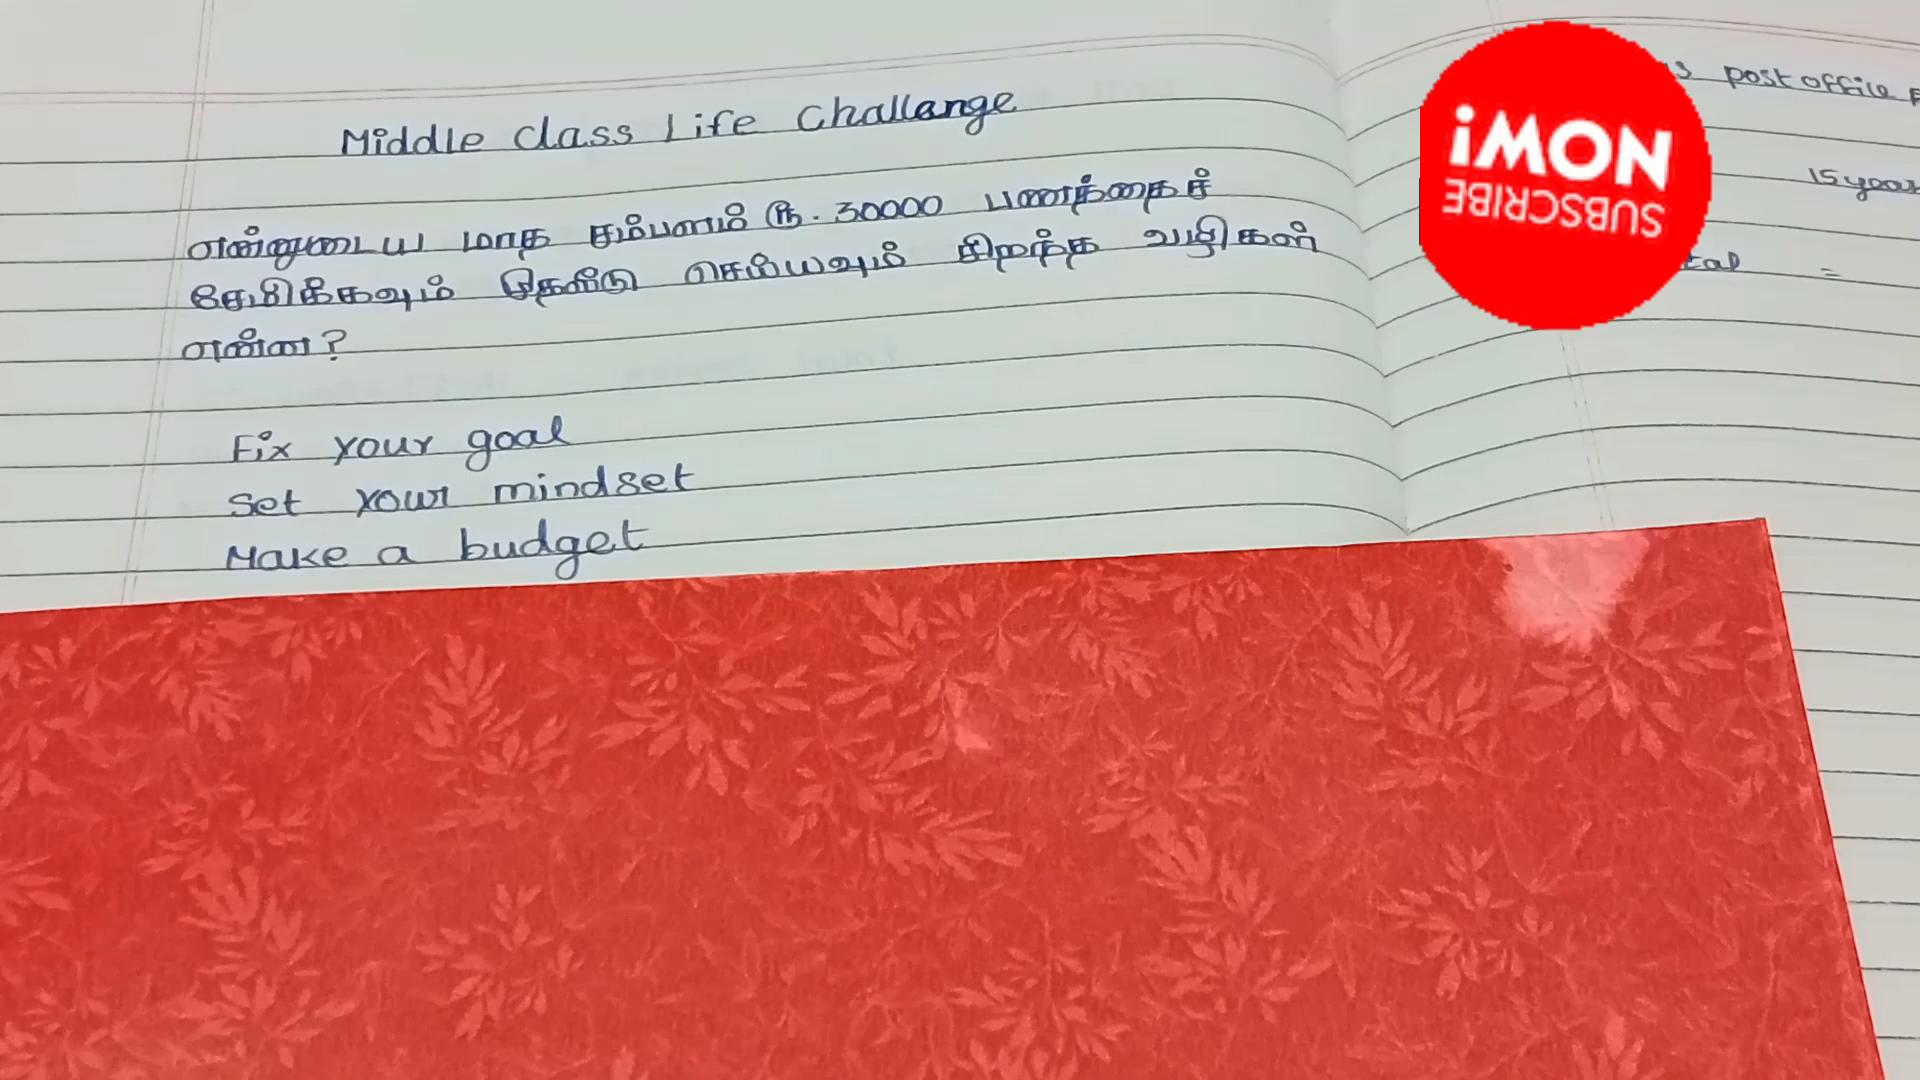 Middle class Life Challange
என்னுடைய மாத சம்பளம் ரூ. 30000 பணத்தைச்
சேமிக்கவும் முதலீடு செய்யவும் சிறந்த வழிகள்
என்ன?
Fix your goal
Set your mindset
Make a budget
post office
15 year
=
SUBSCRIBE
NOW!